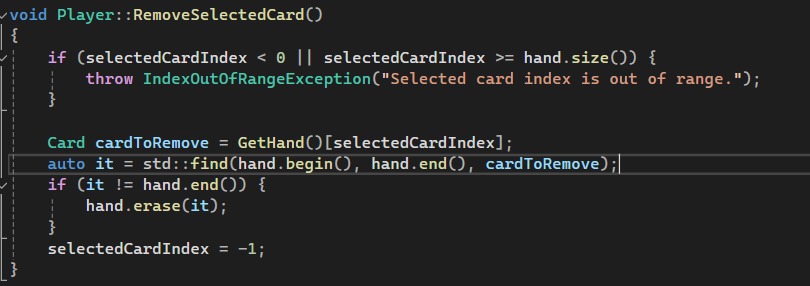 void Player::RemoveSelectedCard()
{
    if (selectedCardIndex < 0 || selectedCardIndex >= hand.size()) {
        throw IndexOutOfRangeException("Selected card index is out of range.");
    }

    Card cardToRemove = GetHand()[selectedCardIndex];
    auto it = std::find(hand.begin(), hand.end(), cardToRemove);
    if (it != hand.end()) {
        hand.erase(it);
    }
    selectedCardIndex = -1;
}